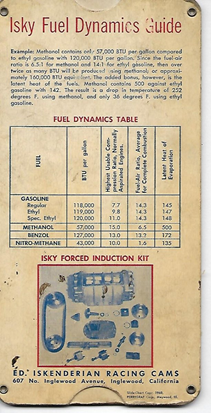 Isky Fuel Dynamics Guide
Example: Methanol contains only 57,000 BTU per gallon compared
to ethyl gasoline with 120,000 BTU per gallon. Since the fuel-air
ratio is 6.5:1 for methanol and 14:1 for ethyl gasoline, then over
twice as many BTU will be produced using methanol, or approxi-
mately 160,000 BTU equivalent. The added bonus, however, is the
latent heat of the fuels. Methanol contains 500 against ethyl
gasoline with 142. The result is a drop in temperature of 252
degrees F. using methanol, and only 36 degrees F. using ethyl
gasoline.
FUEL DYNAMICS TABLE
FUEL
BTU per gallon
Highest Usable Com-
pression Ratio, Normally
Aspirated Engines.
Fuel-Air Ratio, Average
for Complete Combustion
Latent Heat of
Evaporation
GASOLINE
Regular 118,000 7.7 14.3 145
Ethyl 119,000 9.8 14.3 147
Spec. Ethyl 120,000 11.0 14.3 148
METHANOL 57,000 15.0 6.5 500
BENZOL 127,000 13.0 13.2 172
NITRO-METHANE 43,000 10.0 1.6 135
ISKY FORCED INDUCTION KIT
ED. ISKENDERIAN RACING CAMS
607 No. Inglewood Avenue, Inglewood, California